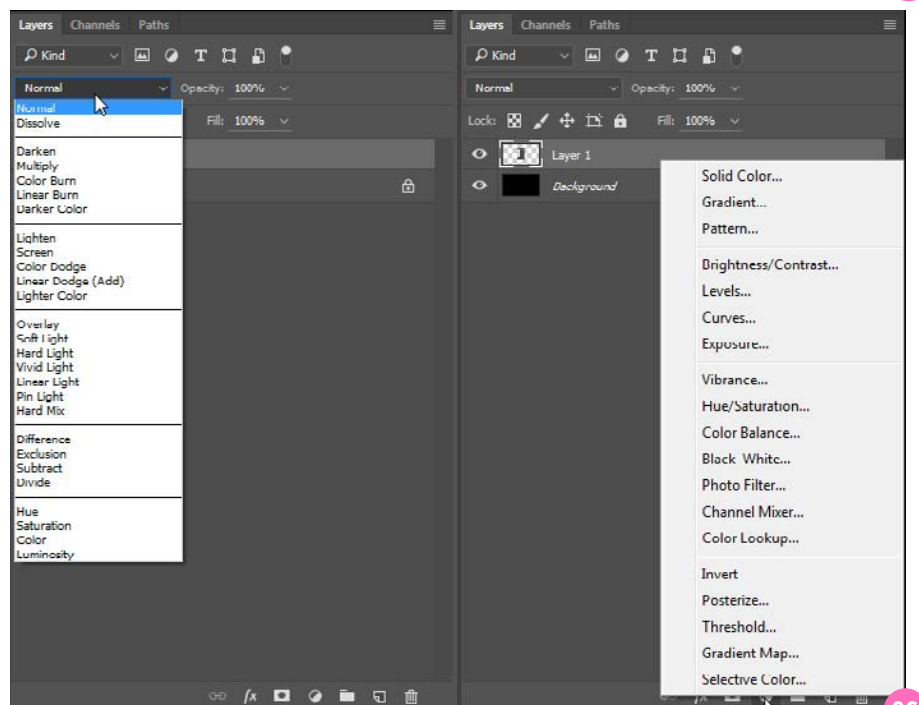 Layers Channels Paths
Kind
Normal Opacity: 100%
Fill: 100%
Normal
Dissolve
Darken
Multiply
Color Burn
Linear Burn
Darker Color
Lighten
Screen
Color Dodge
Linear Dodge (Add)
Lighter Color
Overlay
Soft Light
Hard Light
Vivid Light
Linear Light
Pin Light
Hard Mix
Difference
Exclusion
Subtract
Divide
Hue
Saturation
Color
Luminosity
fx
Layers Channels Paths
Kind
Normal Opacity: 100%
Lock: Fill: 100%
Layer 1
Background
Solid Color...
Gradient...
Pattern...
Brightness/Contrast...
Levels...
Curves...
Exposure...
Vibrance...
Hue/Saturation...
Color Balance...
Black White...
Photo Filter...
Channel Mixer...
Color Lookup...
Invert
Posterize...
Threshold...
Gradient Map...
Selective Color...